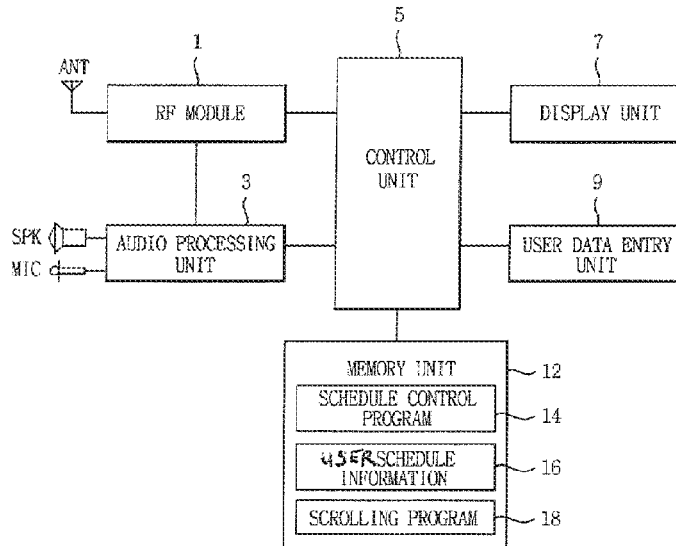 5
1
7
ANT
RF MODULE
DISPLAY UNIT
CONTROL
UNIT
3
9
SPK
MIC
AUDIO PROCESSING
UNIT
USER DATA ENTRY
UNIT
MEMORY UNIT
12
SCHEDULE CONTROL
PROGRAM
14
USER SCHEDULE
INFORMATION
16
SCROLLING PROGRAM
18